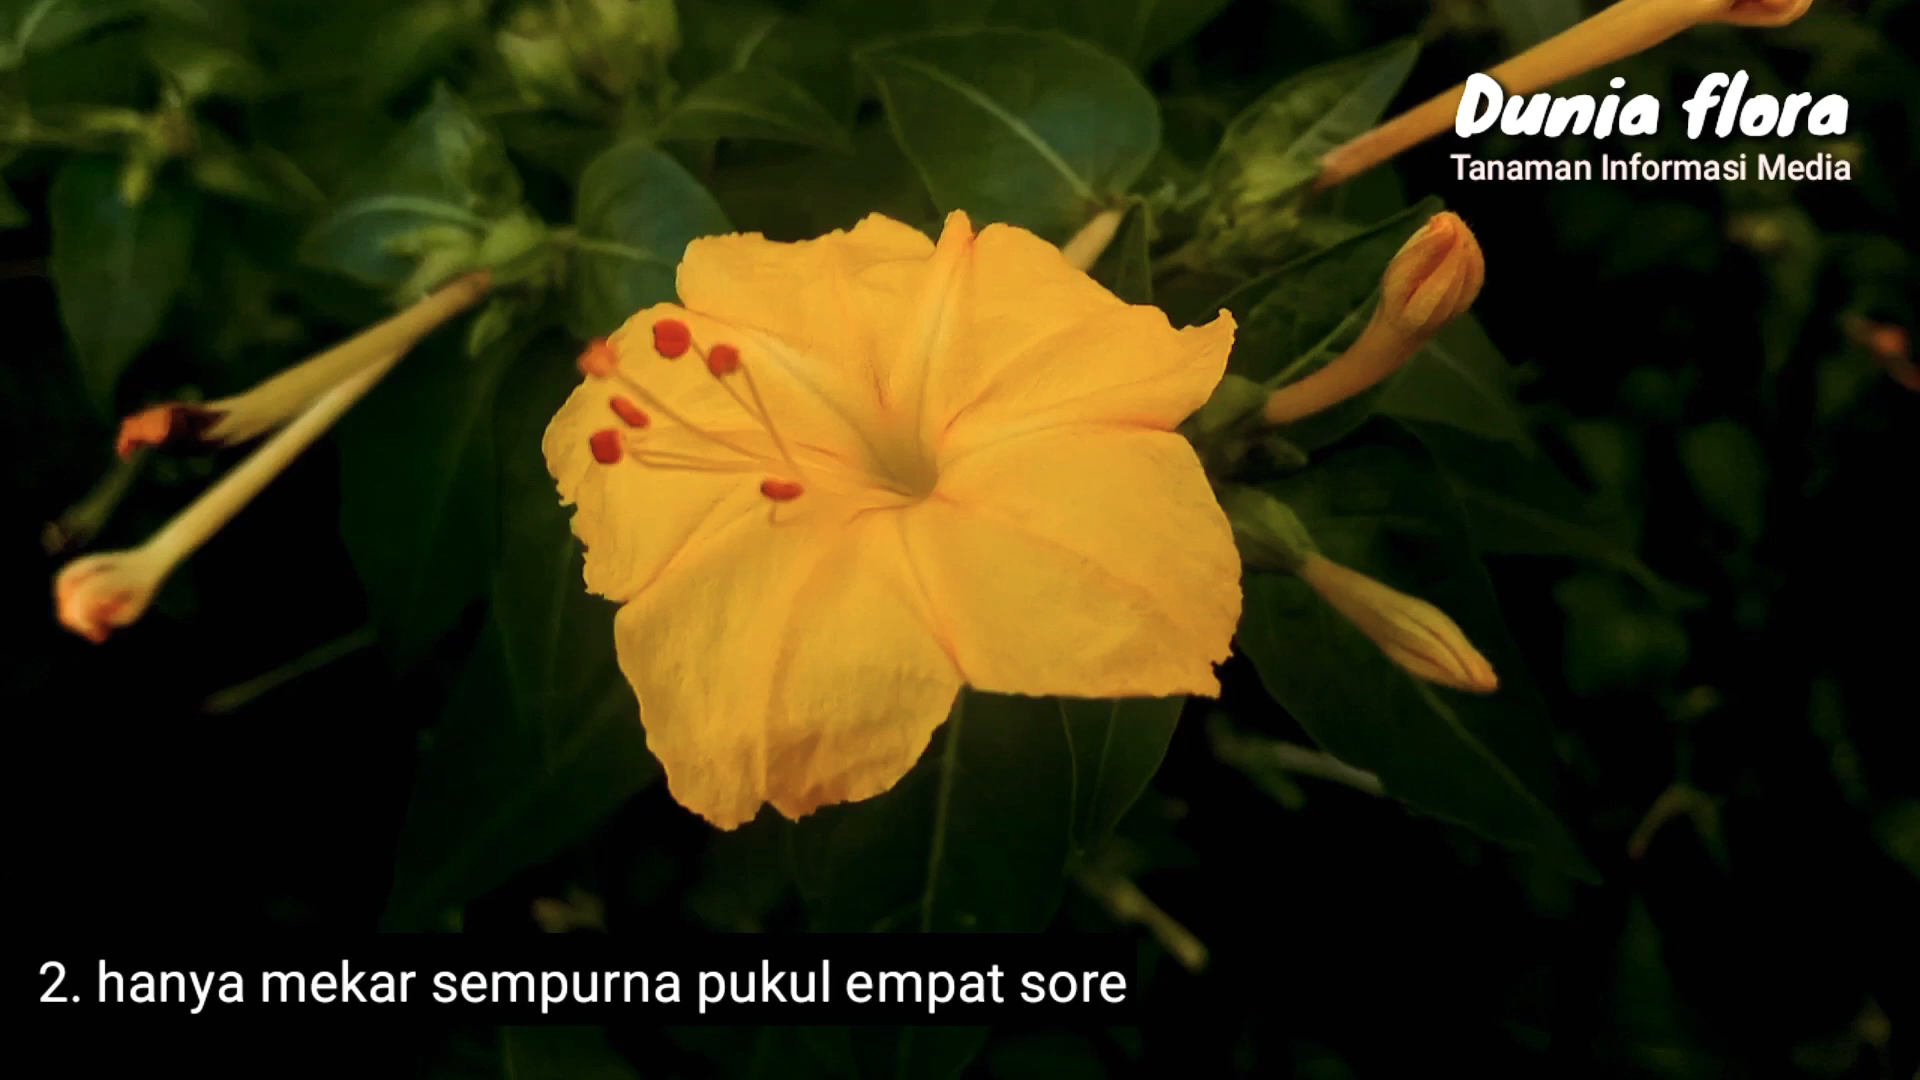 Dunia flora
Tanaman Informasi Media
2. hanya mekar sempurna pukul empat sore